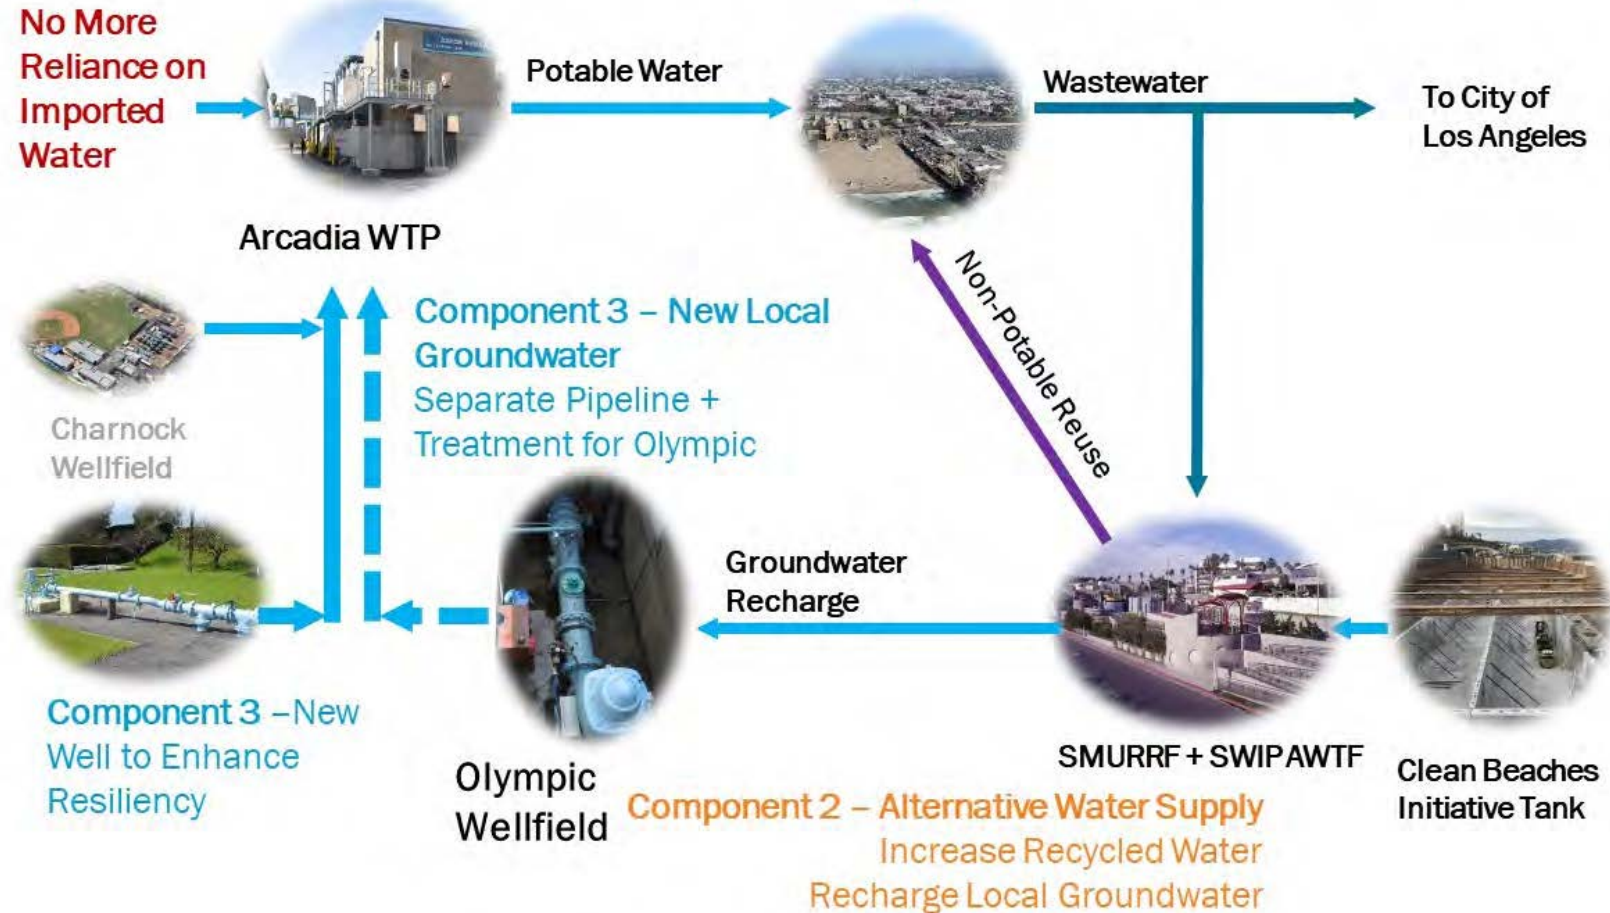 No More
Reliance on
Imported
Water
Potable Water
Wastewater
To City of
Los Angeles
Arcadia WTP
Component 3 – New Local
Groundwater
Separate Pipeline +
Treatment for Olympic
Non-Potable Reuse
Charnock
Wellfield
Groundwater
Recharge
Component 3 –New
Well to Enhance
Resiliency
Olympic
Wellfield
SMURRF + SWIP AWTF
Clean Beaches
Initiative Tank
Component 2 – Alternative Water Supply
Increase Recycled Water
Recharge Local Groundwater